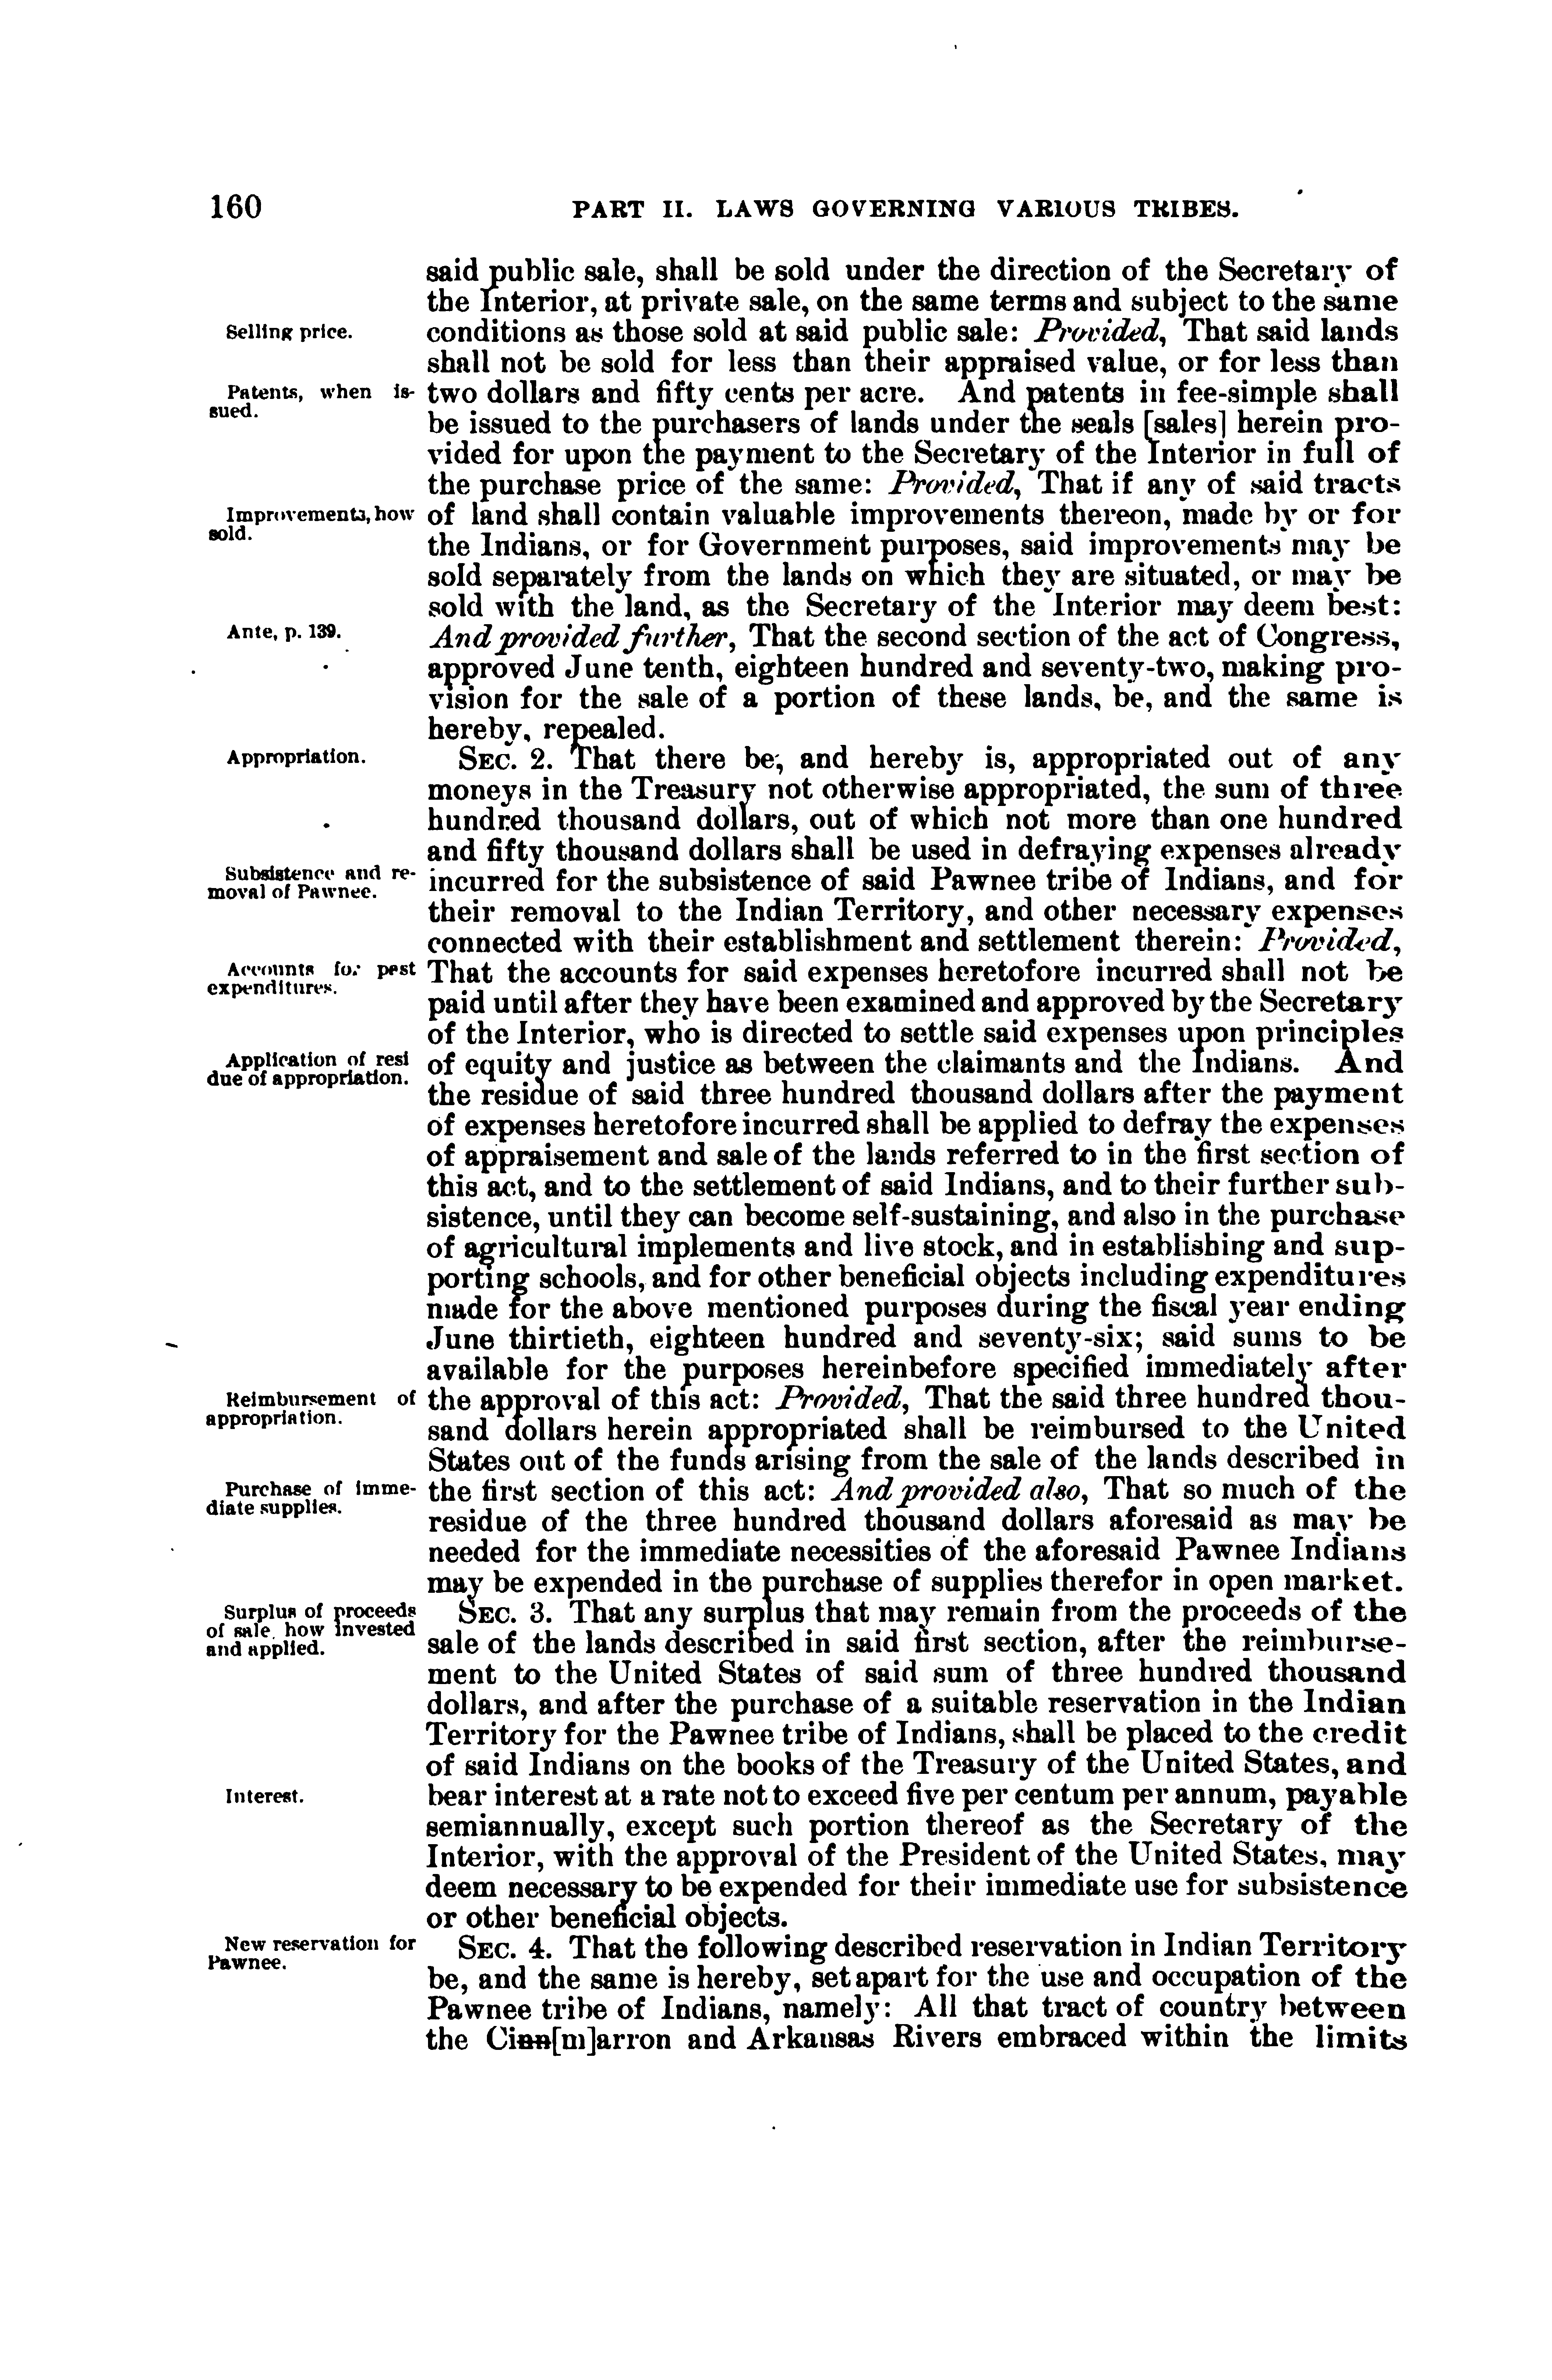 160
PART II. LAWS GOVERNING VARIOUS TRIBES.
said public sale, shall be sold under the direction of the Secretary of
the Interior, at private sale, on the same terms and subject to the same
Selling price.
conditions as those sold at said public sale: Provided, That said lands
shall not be sold for less than their appraised value, or for less than
Patents, when is-
sued.
two dollars and fifty cents per acre. And patents in fee-simple shall
be issued to the purchasers of lands under the seals [sales] herein pro-
vided for upon the payment to the Secretary of the Interior in full of
the purchase price of the same: Provided, That if any of said tracts
Improvements, how
sold.
of land shall contain valuable improvements thereon, made by or for
the Indians, or for Government purposes, said improvements may be
sold separately from the lands on which they are situated, or may be
sold with the land, as the Secretary of the Interior may deem best:
Ante, p. 139.
And provided further, That the second section of the act of Congress,
approved June tenth, eighteen hundred and seventy-two, making pro-
vision for the sale of a portion of these lands, be, and the same is
hereby, repealed.
Appropriation.
SEC. 2. That there be, and hereby is, appropriated out of any
moneys in the Treasury not otherwise appropriated, the sum of three
hundred thousand dollars, out of which not more than one hundred
and fifty thousand dollars shall be used in defraying expenses already
Subsistence and re-
moval of Pawnee.
incurred for the subsistence of said Pawnee tribe of Indians, and for
their removal to the Indian Territory, and other necessary expenses
connected with their establishment and settlement therein: Provided,
Accounts for past
expenditures.
That the accounts for said expenses heretofore incurred shall not be
paid until after they have been examined and approved by the Secretary
of the Interior, who is directed to settle said expenses upon principles
Application of resi
due of appropriation.
of equity and justice as between the claimants and the Indians. And
the residue of said three hundred thousand dollars after the payment
of expenses heretofore incurred shall be applied to defray the expenses
of appraisement and sale of the lands referred to in the first section of
this act, and to the settlement of said Indians, and to their further sub-
sistence, until they can become self-sustaining, and also in the purchase
of agricultural implements and live stock, and in establishing and sup-
porting schools, and for other beneficial objects including expenditures
made for the above mentioned purposes during the fiscal year ending
June thirtieth, eighteen hundred and seventy-six; said sums to be
available for the purposes hereinbefore specified immediately after
Reimbursement of
appropriation.
the approval of this act: Provided, That the said three hundred thou-
sand dollars herein appropriated shall be reimbursed to the United
States out of the funds arising from the sale of the lands described in
Purchase of imme-
diate supplies.
the first section of this act: And provided also, That so much of the
residue of the three hundred thousand dollars aforesaid as may be
needed for the immediate necessities of the aforesaid Pawnee Indians
may be expended in the purchase of supplies therefor in open market.
Surplus of proceeds
of sale, how invested
and applied.
SEC. 3. That any surplus that may remain from the proceeds of the
sale of the lands described in said first section, after the reimburse-
ment to the United States of said sum of three hundred thousand
dollars, and after the purchase of a suitable reservation in the Indian
Territory for the Pawnee tribe of Indians, shall be placed to the credit
of said Indians on the books of the Treasury of the United States, and
Interest.
bear interest at a rate not to exceed five per centum per annum, payable
semiannually, except such portion thereof as the Secretary of the
Interior, with the approval of the President of the United States, may
deem necessary to be expended for their immediate use for subsistence
or other beneficial objects.
New reservation for
Pawnee.
SEC. 4. That the following described reservation in Indian Territory
be, and the same is hereby, set apart for the use and occupation of the
Pawnee tribe of Indians, namely: All that tract of country between
the Cinn[m]arron and Arkansas Rivers embraced within the limits